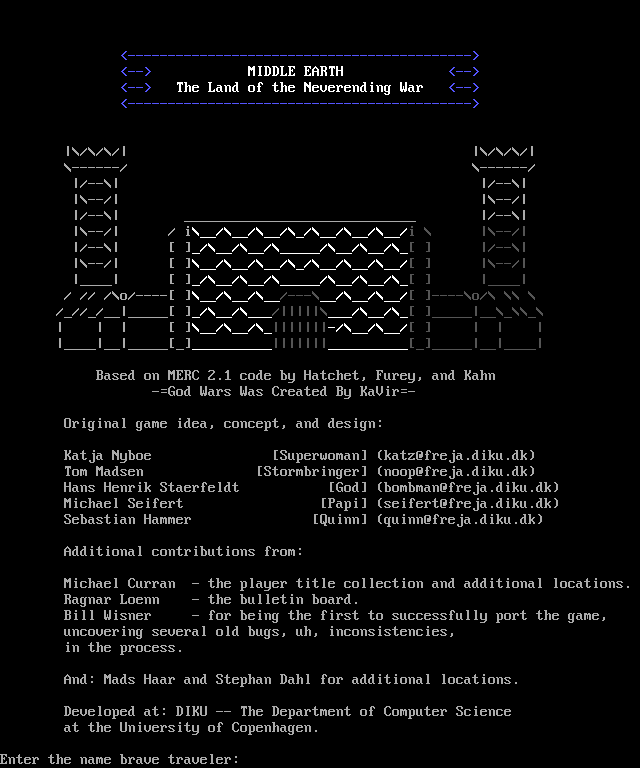 MIDDLE EARTH
The Land of the Neverending War
Based on MERC 2.1 code by Hatchet, Furey, and Kahn
-=God Wars Was Created By KaVir=-
Original game idea, concept, and design:
Katja Nyboe [Superwoman] (katz@freja.diku.dk)
Tom Madsen [Stormbringer] (noop@freja.diku.dk)
Hans Henrik Staerfeldt [God] (bombman@freja.diku.dk)
Michael Seifert [Papi] (seifert@freja.diku.dk)
Sebastian Hammer [Quinn] (quinn@freja.diku.dk)
Additional contributions from:
Michael Curran - the player title collection and additional locations.
Ragnar Loenn - the bulletin board.
Bill Wisner - for being the first to successfully port the game,
uncovering several old bugs, uh, inconsistencies,
in the process.
And: Mads Haar and Stephan Dahl for additional locations.
Developed at: DIKU -- The Department of Computer Science
at the University of Copenhagen.
Enter the name brave traveler: